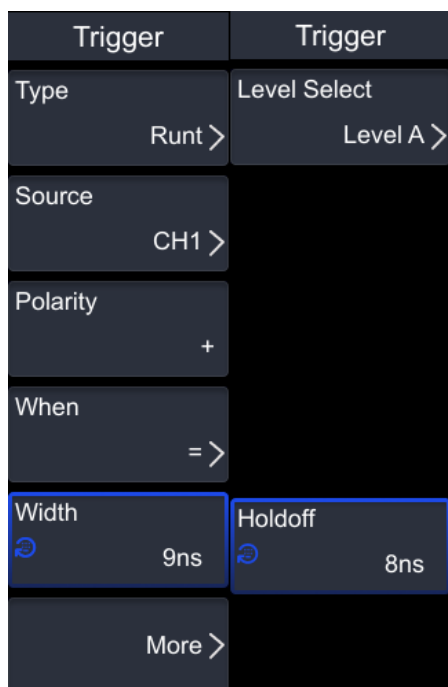 Trigger
Type
Runt >
Source
CH1 >
Polarity
+
When
= >
Width
9ns
More >
Trigger
Level Select
Level A >
Holdoff
8ns